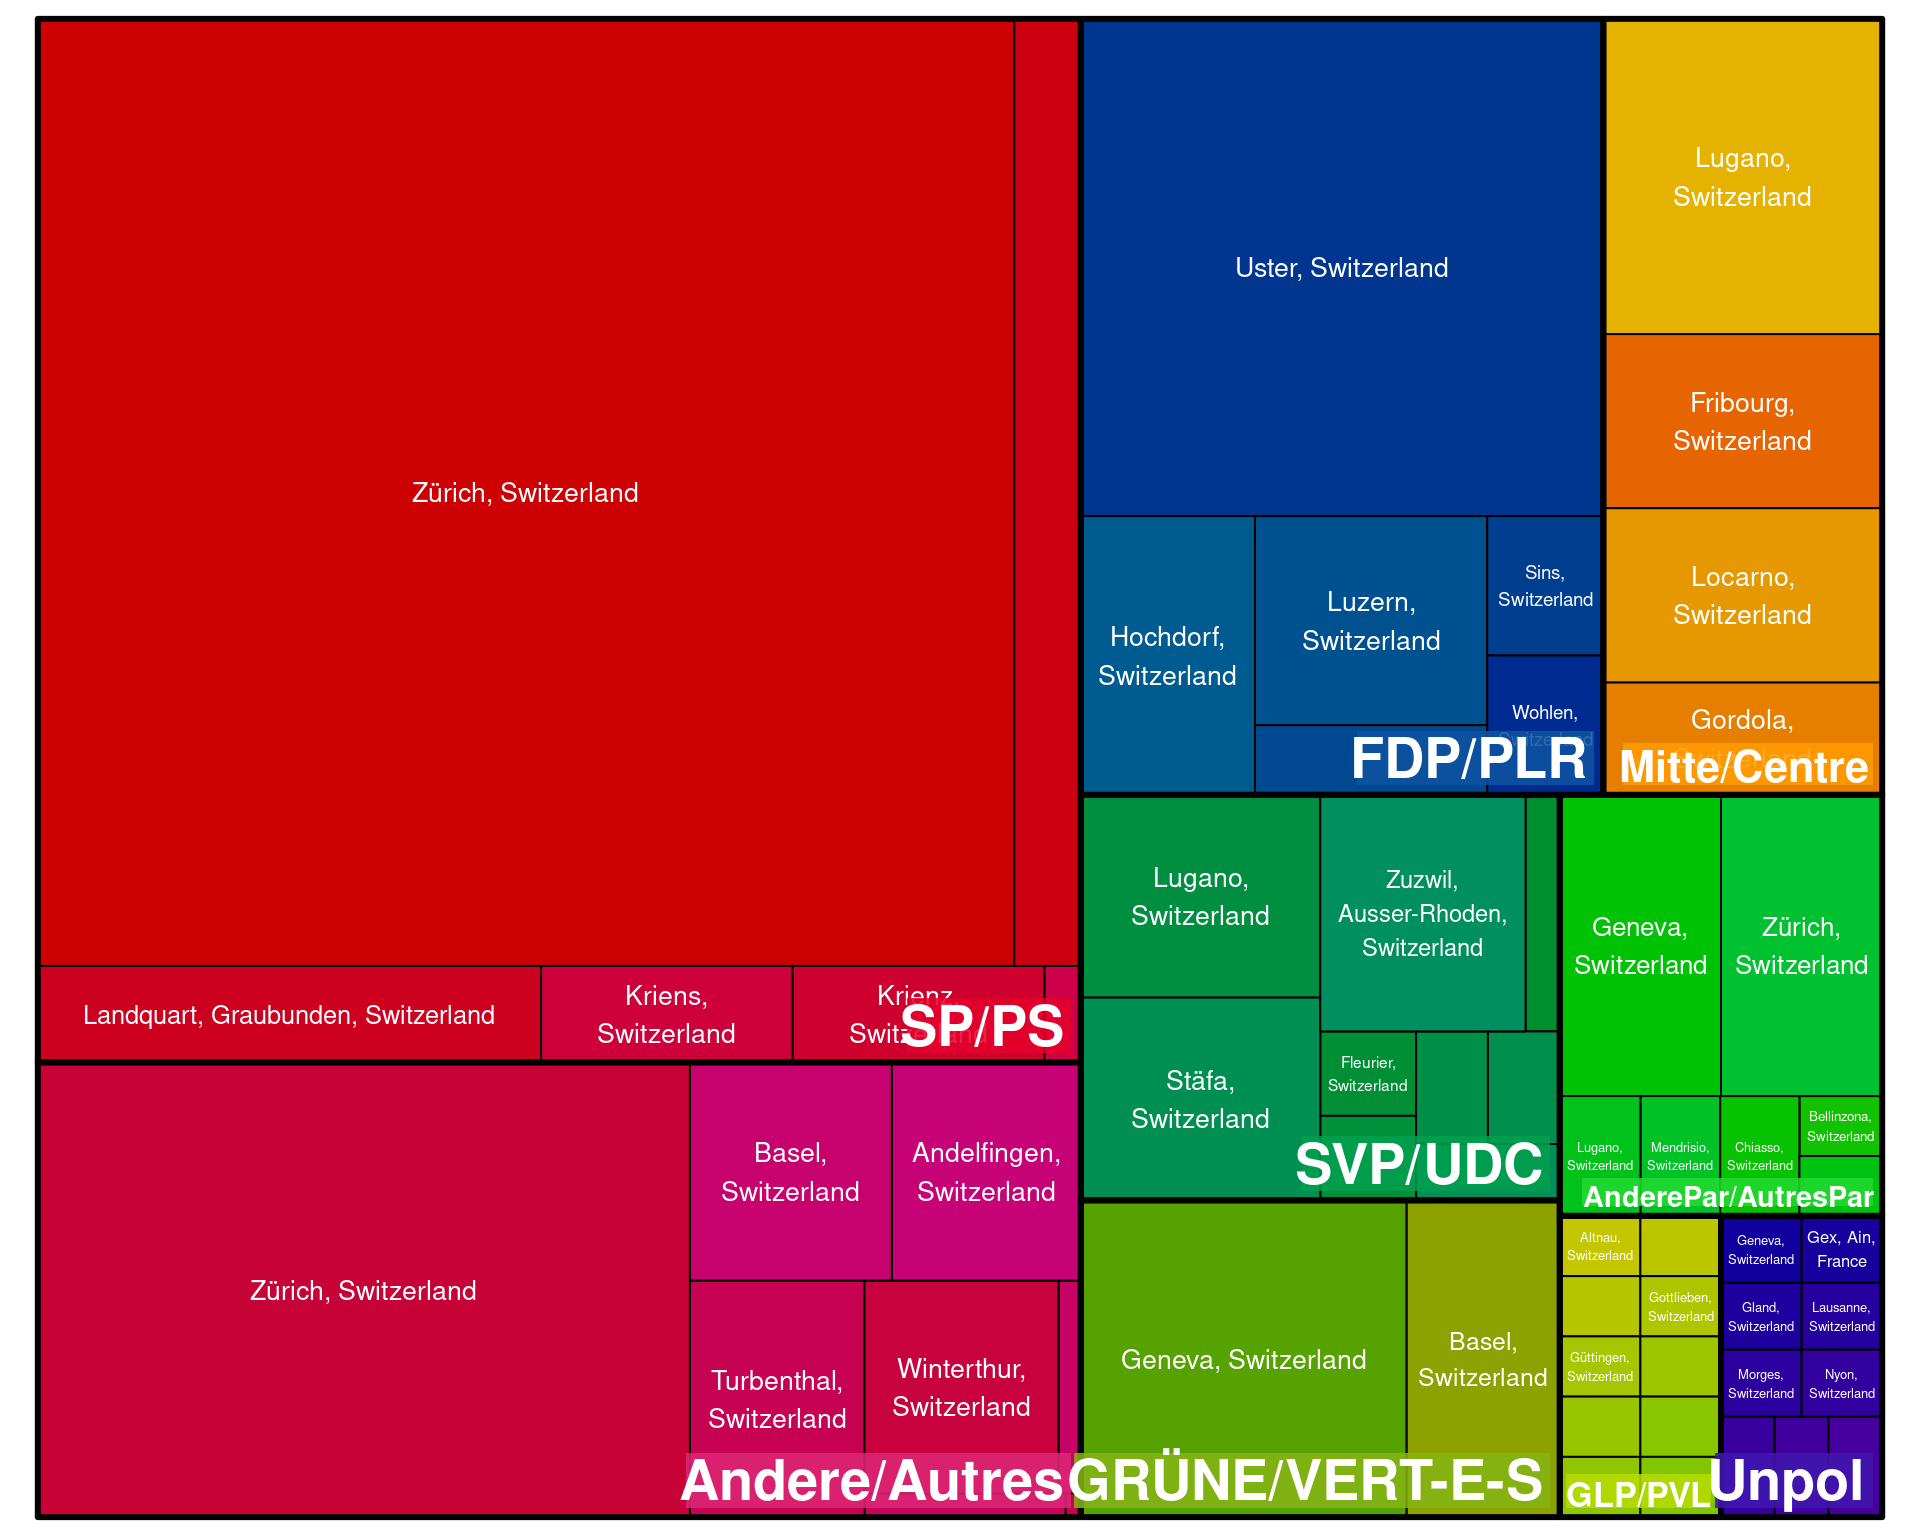 Zürich, Switzerland
Landquart, Graubunden, Switzerland
Kriens,
Switzerland
Krienz,
Switzerland
SP/PS
Zürich, Switzerland
Basel,
Switzerland
Andelfingen,
Switzerland
Turbenthal,
Switzerland
Winterthur,
Switzerland
Andere/Autres
Uster, Switzerland
Hochdorf,
Switzerland
Luzern,
Switzerland
Sins,
Switzerland
Wohlen,
Switzerland
FDP/PLR
Lugano,
Switzerland
Fribourg,
Switzerland
Locarno,
Switzerland
Gordola,
Switzerland
Mitte/Centre
Lugano,
Switzerland
Zuzwil,
Ausser-Rhoden,
Switzerland
Stäfa,
Switzerland
Fleurier,
Switzerland
SVP/UDC
Geneva,
Switzerland
Zürich,
Switzerland
Lugano,
Switzerland
Mendrisio,
Switzerland
Chiasso,
Switzerland
Bellinzona,
Switzerland
AnderePar/AutresPar
Geneva, Switzerland
Basel,
Switzerland
GRÜNE/VERT-E-S
Altnau,
Switzerland
Gottlieben,
Switzerland
Güttingen,
Switzerland
GLP/PVL
Geneva,
Switzerland
Gex, Ain,
France
Gland,
Switzerland
Lausanne,
Switzerland
Morges,
Switzerland
Nyon,
Switzerland
Unpol